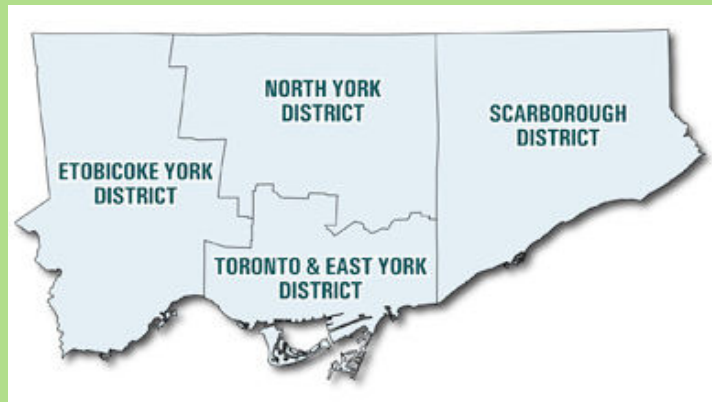 NORTH YORK
DISTRICT
SCARBOROUGH
DISTRICT
ETOBICOKE YORK
DISTRICT
TORONTO & EAST YORK
DISTRICT